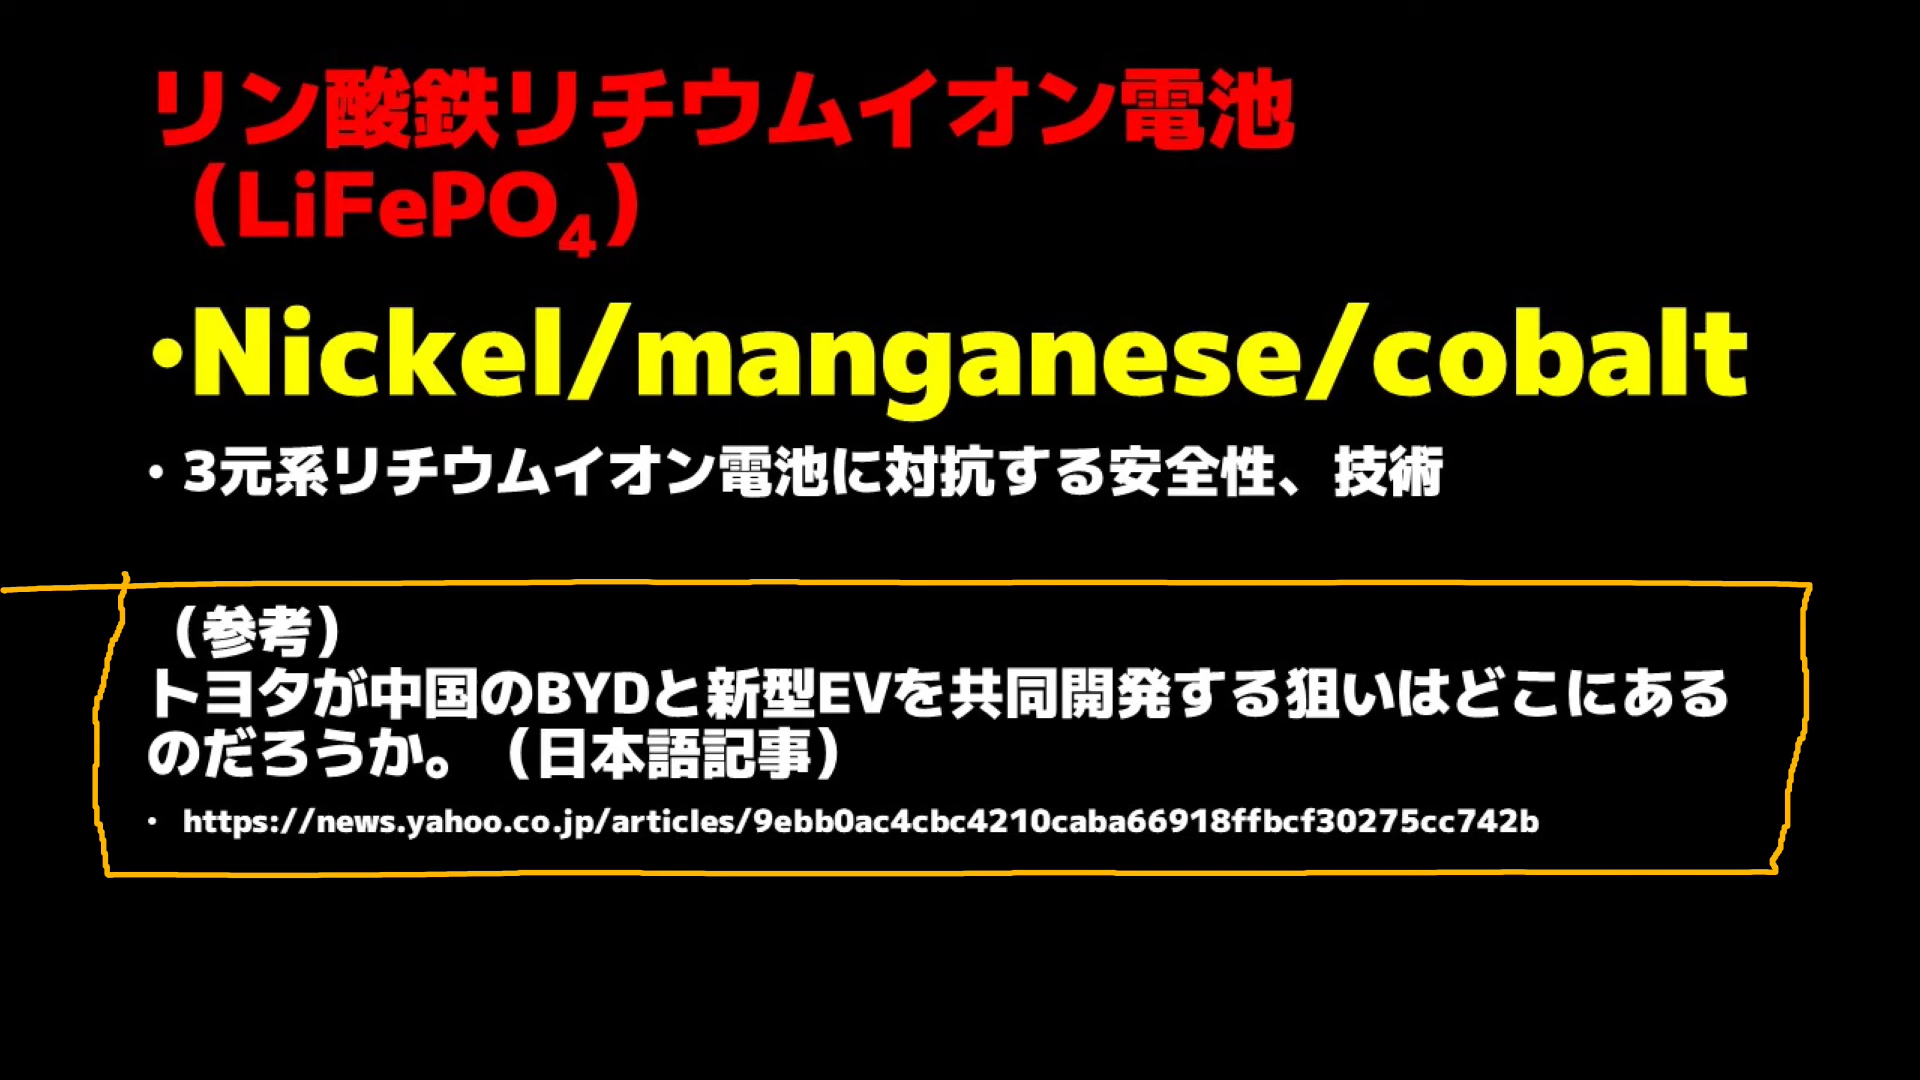 リン酸鉄リチウムイオン電池
（LiFePO₄）
•Nickel/manganese/cobalt
• 3元系リチウムイオン電池に対抗する安全性、技術
（参考）
トヨタが中国のBYDと新型EVを共同開発する狙いはどこにある
のだろうか。（日本語記事）
• https://news.yahoo.co.jp/articles/9ebb0ac4cbc4210caba66918ffbcf30275cc742b